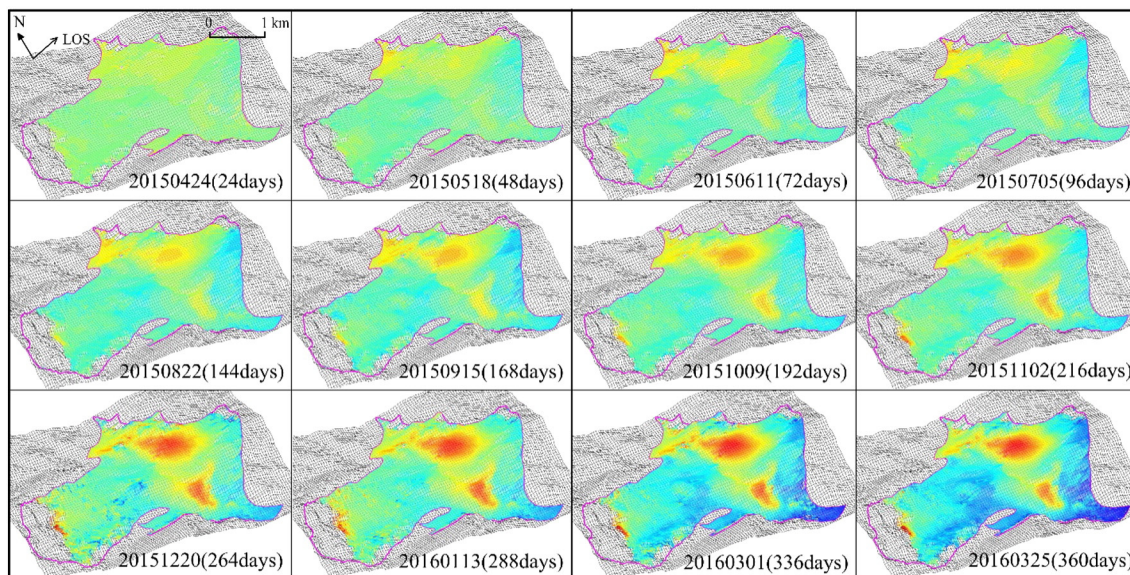 N
LOS
0 1 km
20150424(24days)
20150518(48days)
20150611(72days)
20150705(96days)
20150822(144days)
20150915(168days)
20151009(192days)
20151102(216days)
20151220(264days)
20160113(288days)
20160301(336days)
20160325(360days)